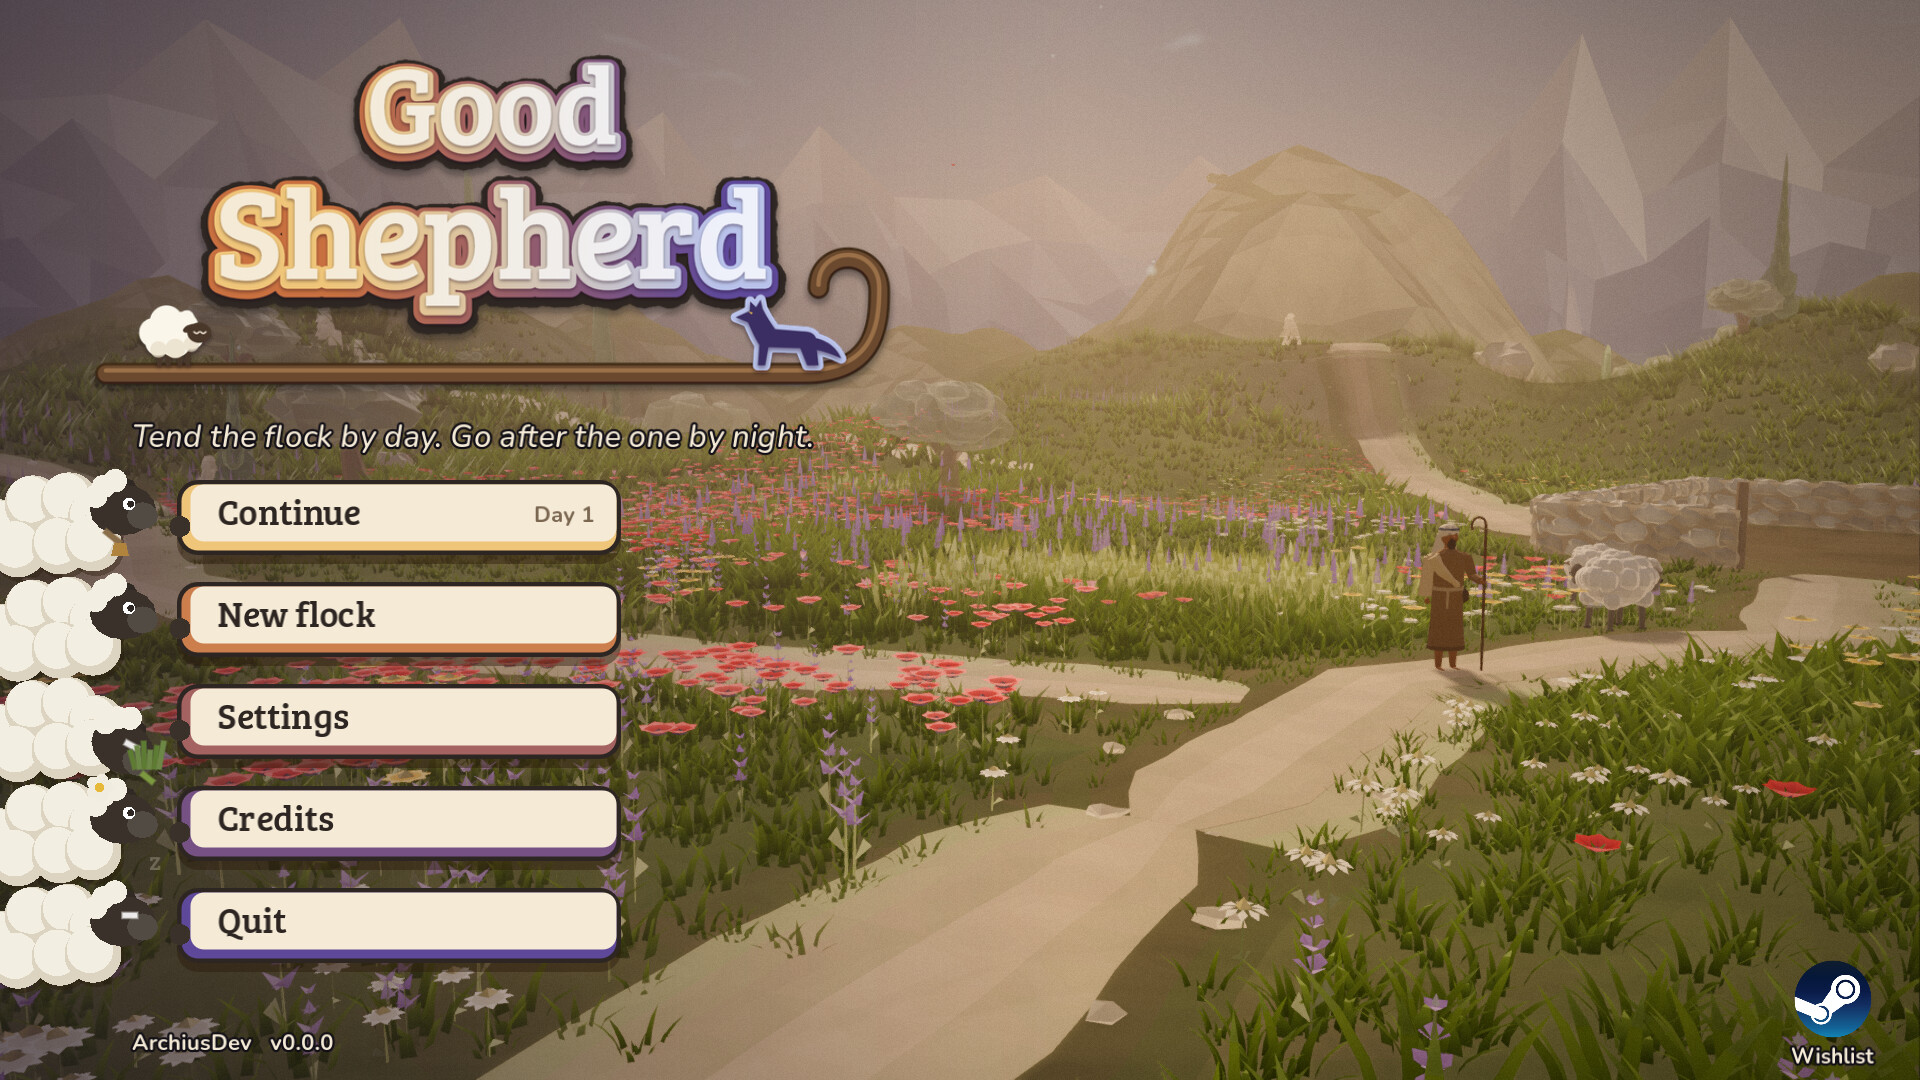 Good
Shepherd
Tend the flock by day. Go after the one by night.
Continue Day 1
New flock
Settings
Credits
z
Quit
ArchiusDev v0.0.0
Wishlist